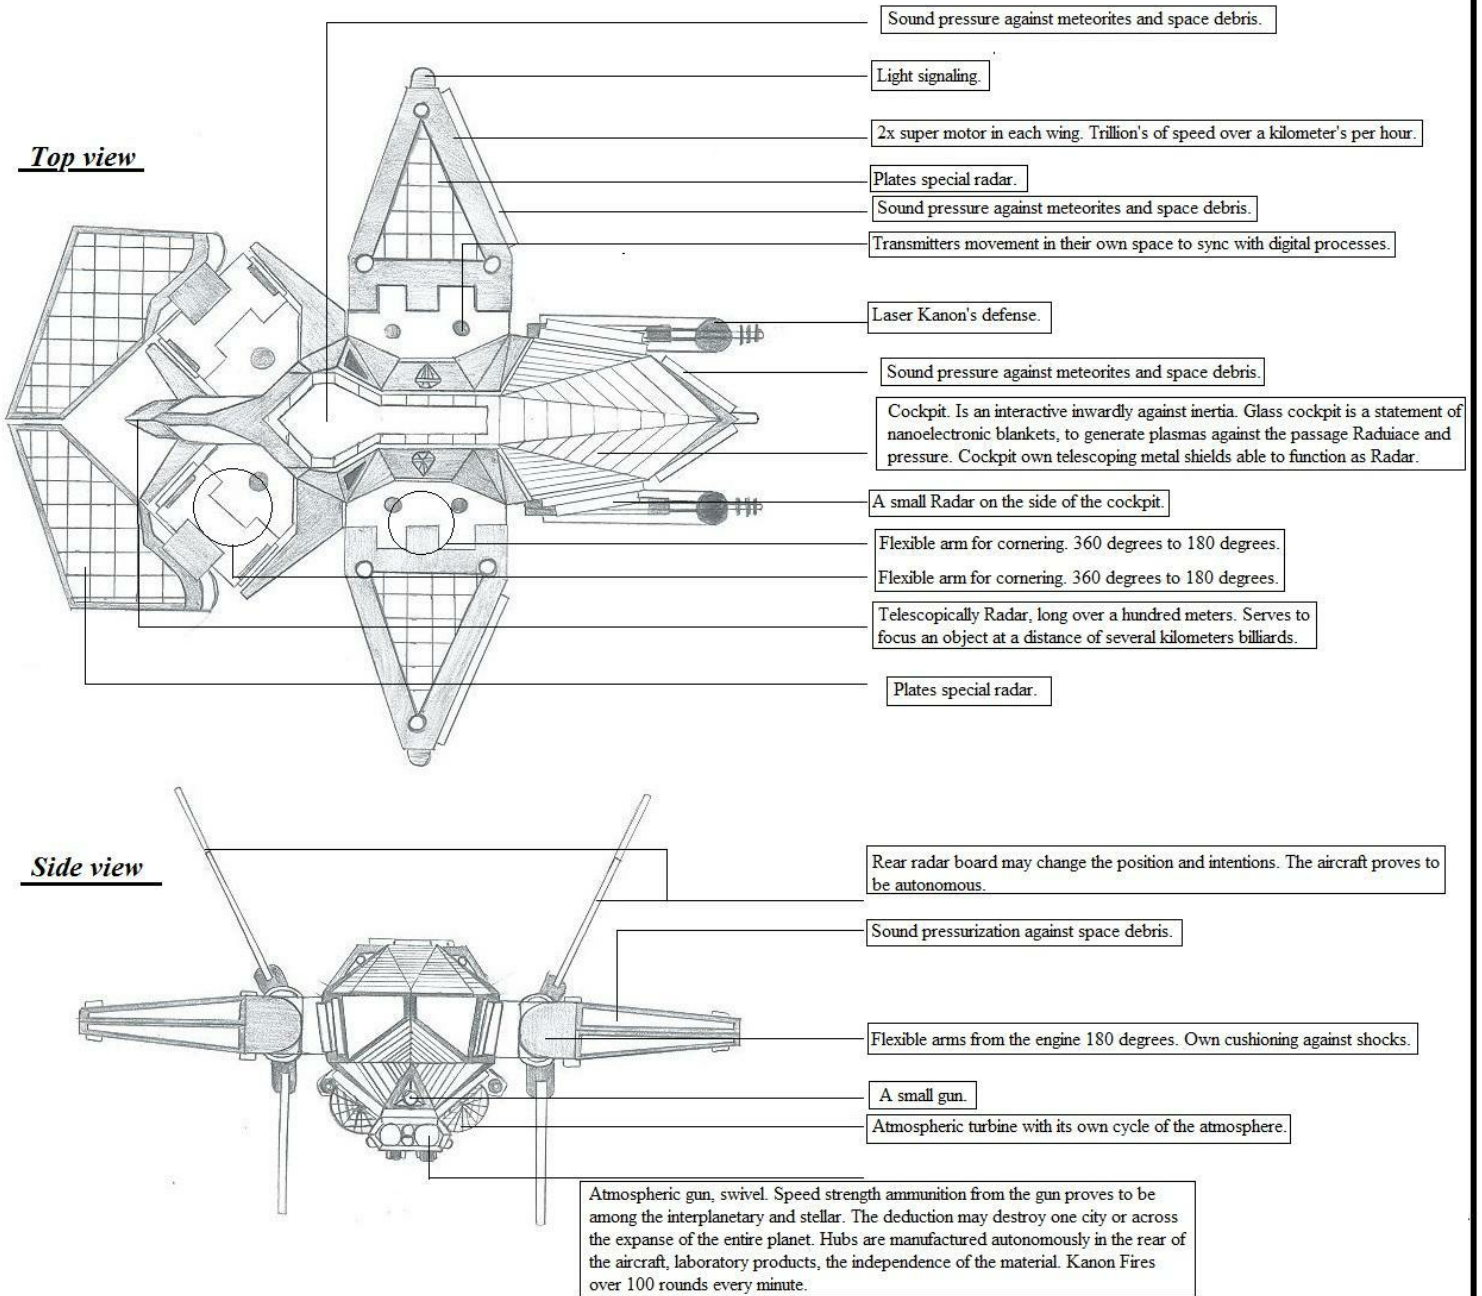 Sound pressure against meteorites and space debris.
Light signaling.
Top view
2x super motor in each wing. Trillion's of speed over a kilometer's per hour.
Plates special radar.
Sound pressure against meteorites and space debris.
Transmitters movement in their own space to sync with digital processes.
Laser Kanon's defense.
Sound pressure against meteorites and space debris.
Cockpit. Is an interactive inwardly against inertia. Glass cockpit is a statement of
nanoelectronic blankets, to generate plasmas against the passage Raduiace and
pressure. Cockpit own telescoping metal shields able to function as Radar.
A small Radar on the side of the cockpit.
Flexible arm for cornering. 360 degrees to 180 degrees.
Flexible arm for cornering. 360 degrees to 180 degrees.
Telescopically Radar, long over a hundred meters. Serves to
focus an object at a distance of several kilometers billiards.
Plates special radar.
Side view
Rear radar board may change the position and intentions. The aircraft proves to
be autonomous.
Sound pressurization against space debris.
Flexible arms from the engine 180 degrees. Own cushioning against shocks.
A small gun.
Atmospheric turbine with its own cycle of the atmosphere.
Atmospheric gun, swivel. Speed strength ammunition from the gun proves to be
among the interplanetary and stellar. The deduction may destroy one city or across
the expanse of the entire planet. Hubs are manufactured autonomously in the rear of
the aircraft, laboratory products, the independence of the material. Kanon Fires
over 100 rounds every minute.